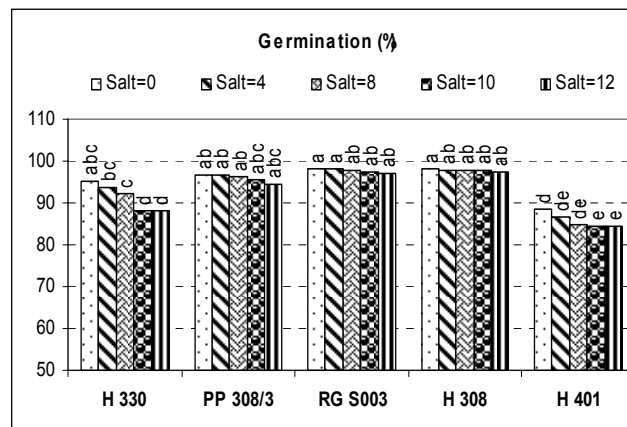 Germination (%)
Salt=0 Salt=4 Salt=8 Salt=10 Salt=12
110
100
90
80
70
60
50
abc bc c d d
ab ab ab abc abc
a a ab ab ab
a ab ab ab ab
d de de e e
H 330 PP 308/3 RG S003 H 308 H 401